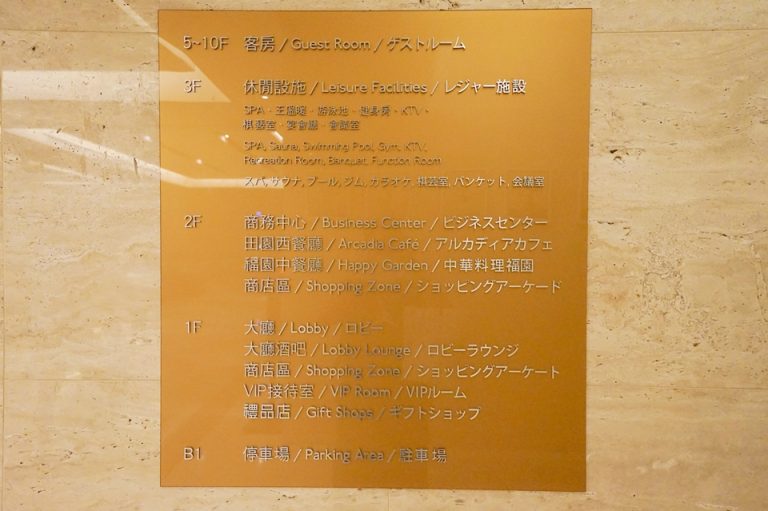 5~10F 客房 / Guest Room / ゲストルーム
3F 休閒設施 / Leisure Facilities / レジャー施設
SPA、三溫暖、游泳池、健身房、KTV、
棋藝室、宴會廳、會議室
SPA, Sauna, Swimming Pool, Gym, KTV,
Recreation Room, Banquet, Function Room
スパ, サウナ, プール, ジム, カラオケ, 棋芸室, バンケット, 会議室
2F 商務中心 / Business Center / ビジネスセンター
田園西餐廳 / Arcadia Café / アルカディアカフェ
福園中餐廳 / Happy Garden / 中華料理福園
商店區 / Shopping Zone / ショッピングアーケード
1F 大廳 / Lobby / ロビー
大廳酒吧 / Lobby Lounge / ロビーラウンジ
商店區 / Shopping Zone / ショッピングアーケート
VIP接待室 / VIP Room / VIPルーム
禮品店 / Gift Shops / ギフトショップ
B1 停車場 / Parking Area / 駐車場